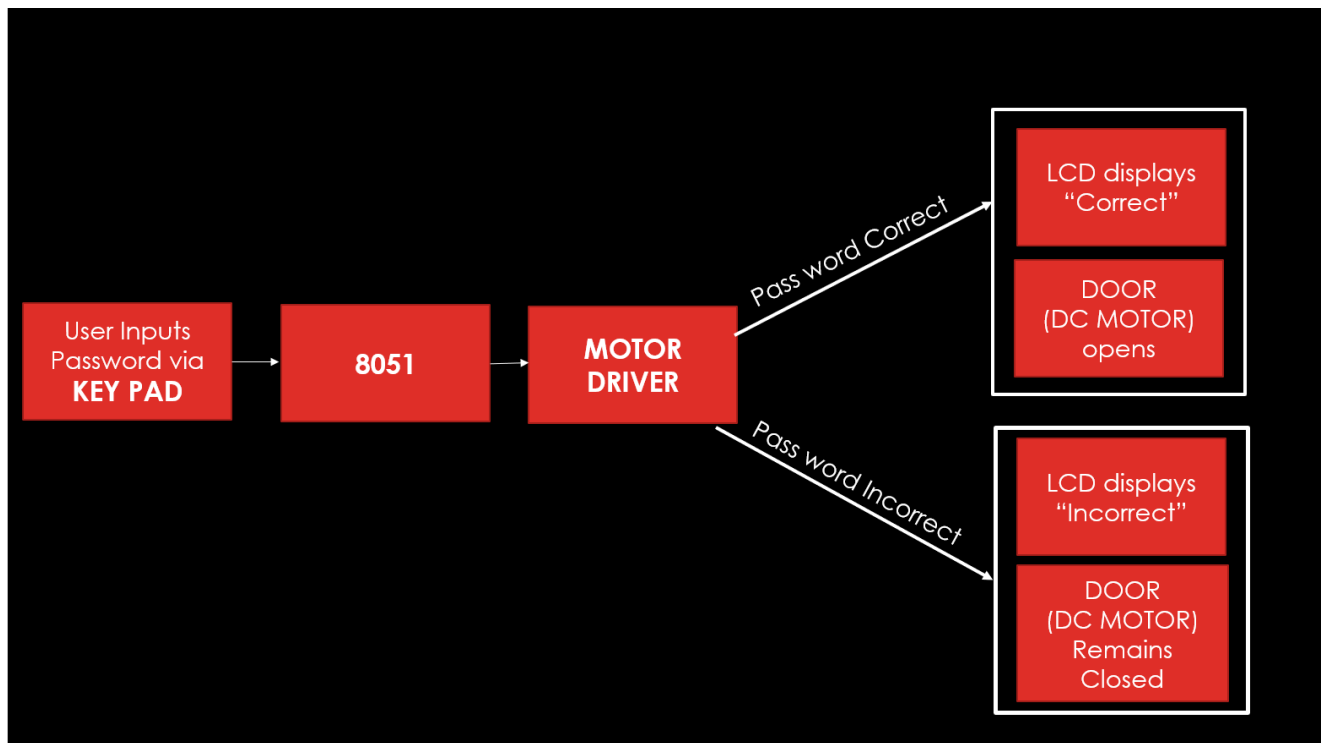 User Inputs
Password via
KEY PAD
8051
MOTOR
DRIVER
Pass word Correct
LCD displays
“Correct”
DOOR
(DC MOTOR)
opens
Pass word Incorrect
LCD displays
“Incorrect”
DOOR
(DC MOTOR)
Remains
Closed